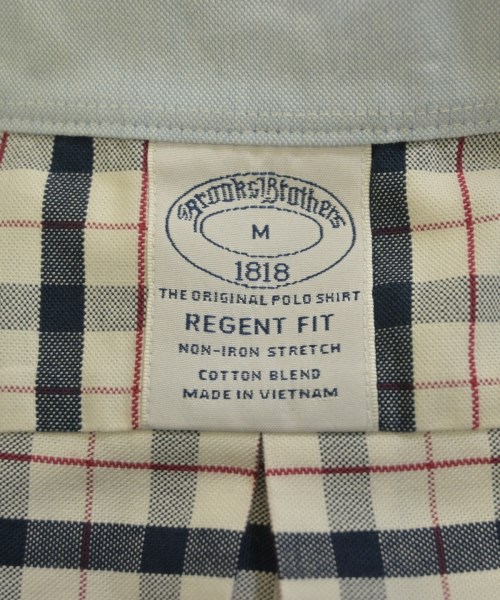 Brooks Brothers
M
1818
THE ORIGINAL POLO SHIRT
REGENT FIT
NON-IRON STRETCH
COTTON BLEND
MADE IN VIETNAM